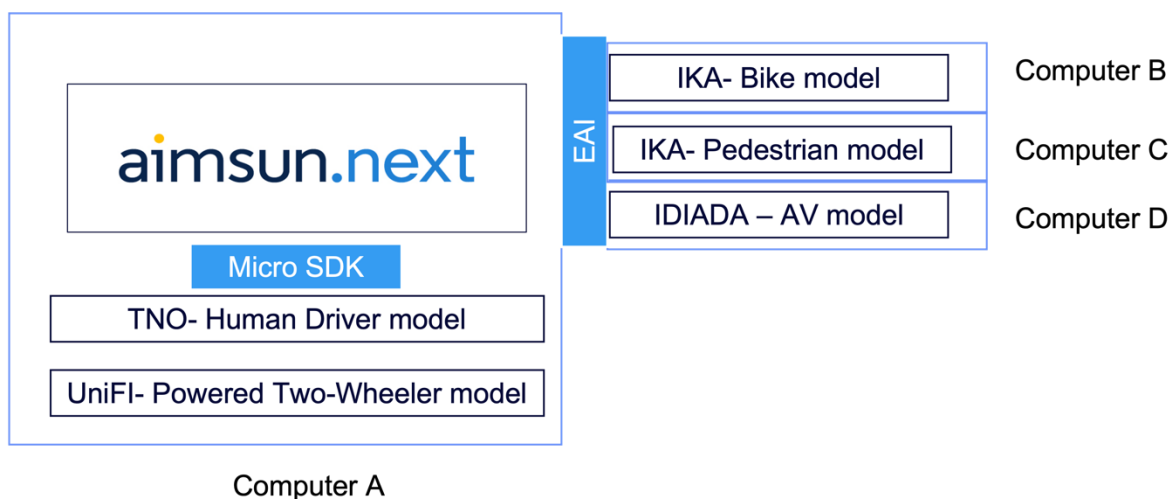 aimsun.next
Micro SDK
TNO- Human Driver model
UniFI- Powered Two-Wheeler model
Computer A
EAI
IKA- Bike model
Computer B
IKA- Pedestrian model
Computer C
IDIADA – AV model
Computer D